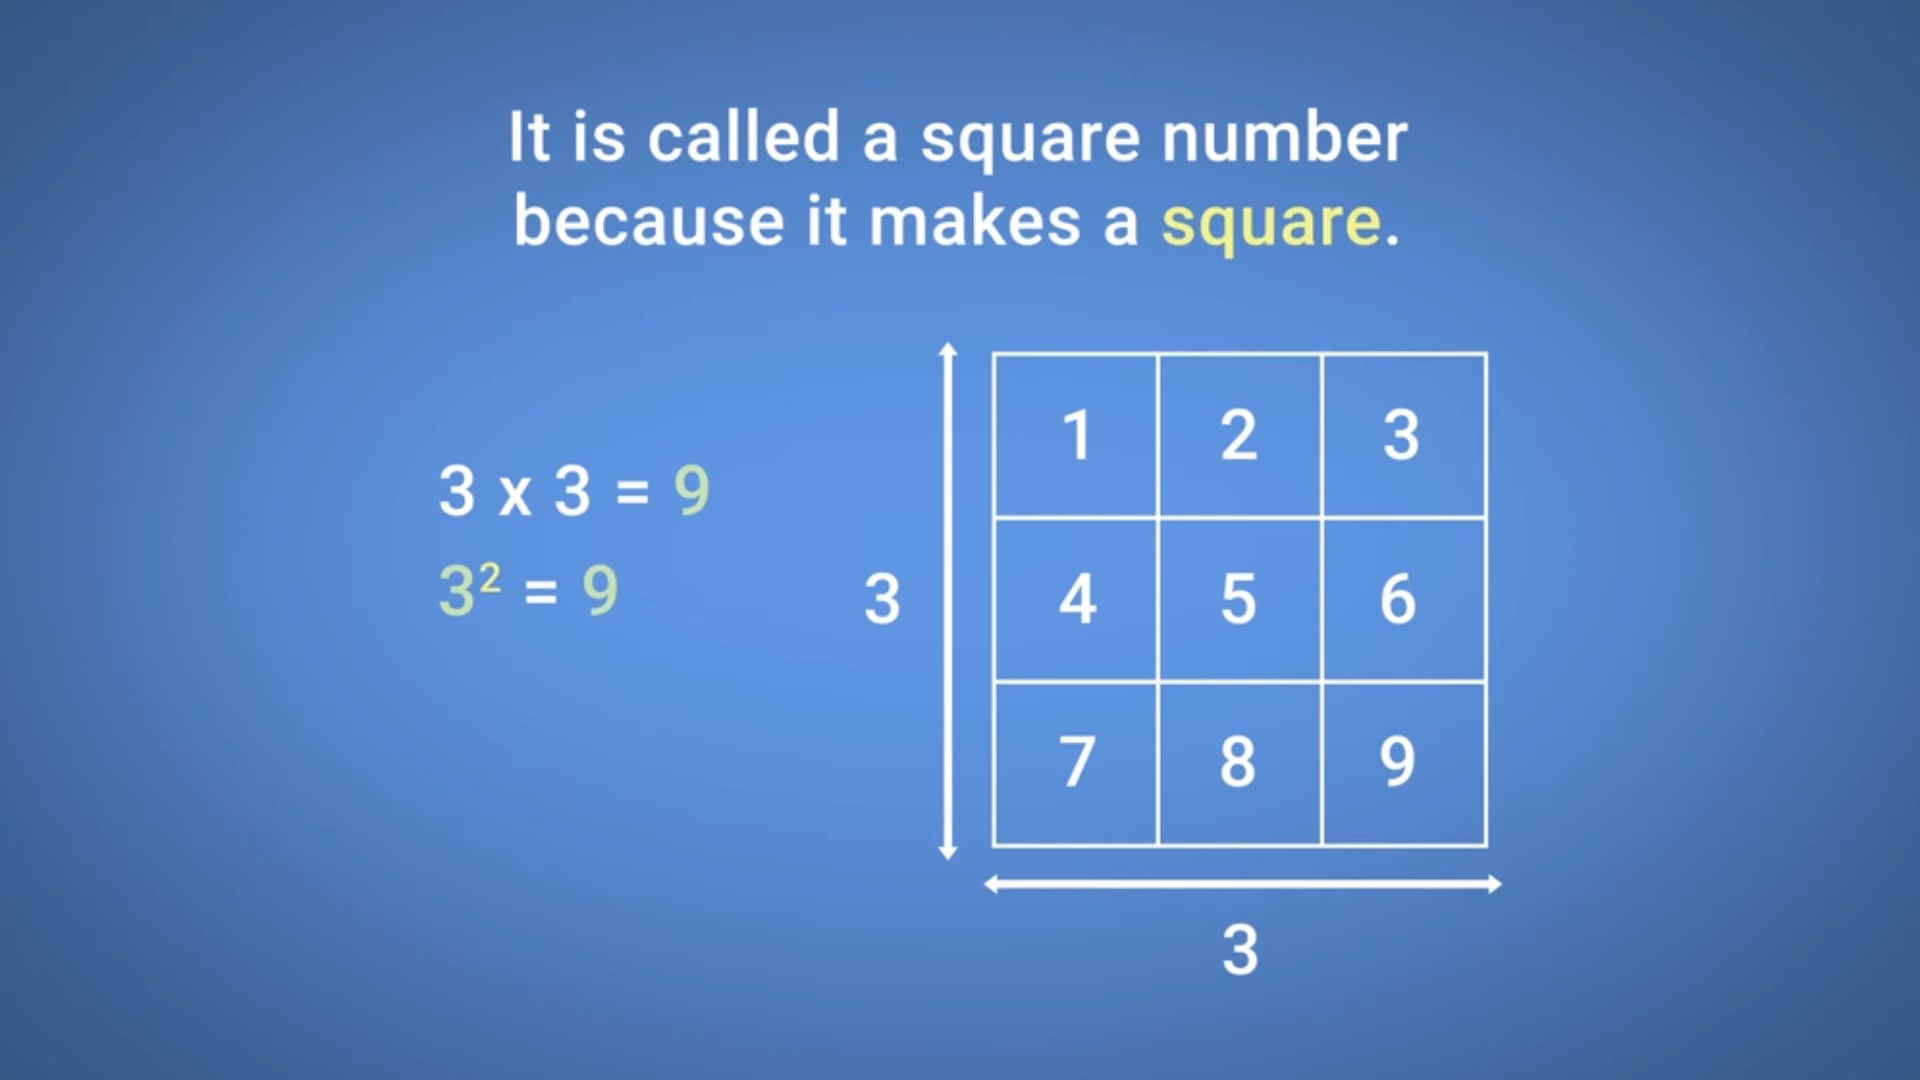 It is called a square number
because it makes a square.
3 x 3 = 9
3² = 9
3
1 2 3
4 5 6
7 8 9
3